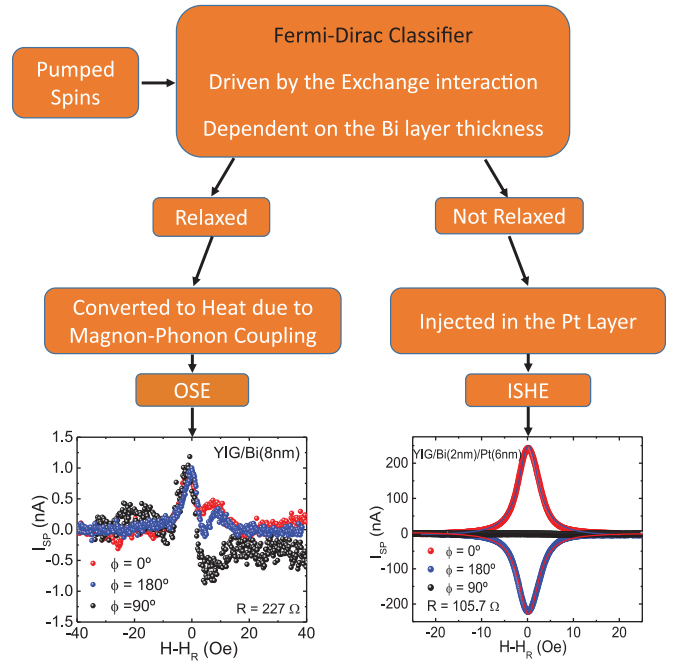 Fermi-Dirac Classifier
Pumped
Spins
Driven by the Exchange interaction
Dependent on the Bi layer thickness
Relaxed
Not Relaxed
Converted to Heat due to
Magnon-Phonon Coupling
Injected in the Pt Layer
OSE
ISHE
YIG/Bi(8nm)
1.5
1.0
0.5
0.0
-0.5
-1.0
-1.5
I_SP (nA)
ϕ = 0º
ϕ = 180º
ϕ =90º
R = 227 Ω
-40 -20 0 20 40
H-H_R (Oe)
YIG/Bi(2nm)/Pt(6nm)
200
100
0
-100
-200
I_SP (nA)
ϕ = 0º
ϕ = 180º
ϕ = 90º
R = 105.7 Ω
-20 -10 0 10 20
H-H_R (Oe)